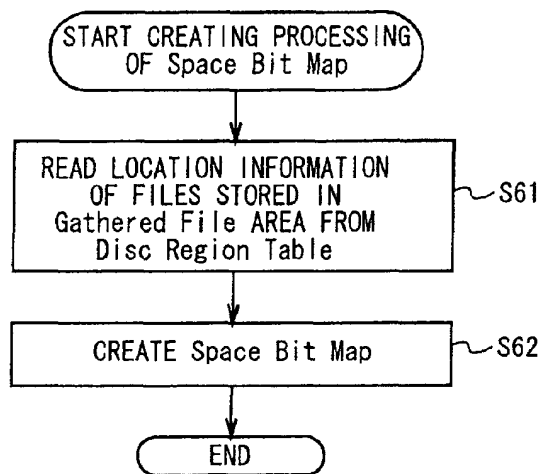 START CREATING PROCESSING
OF Space Bit Map
READ LOCATION INFORMATION
OF FILES STORED IN
Gathered File AREA FROM
Disc Region Table
S61
CREATE Space Bit Map
S62
END